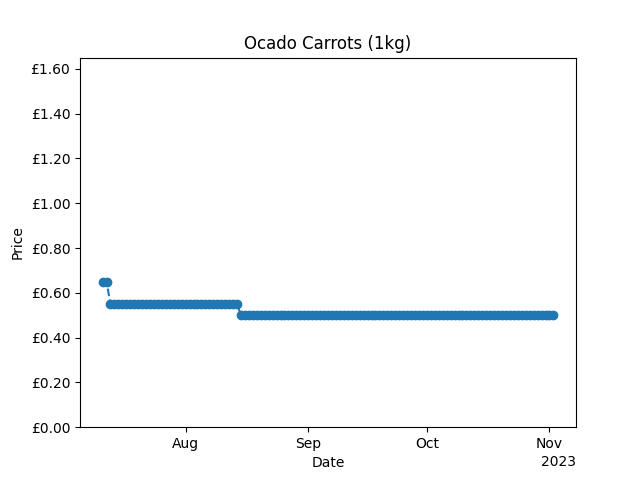 Ocado Carrots (1kg)
£1.60
£1.40
£1.20
£1.00
£0.80
£0.60
£0.40
£0.20
£0.00
Price
Aug Sep Oct Nov
2023
Date